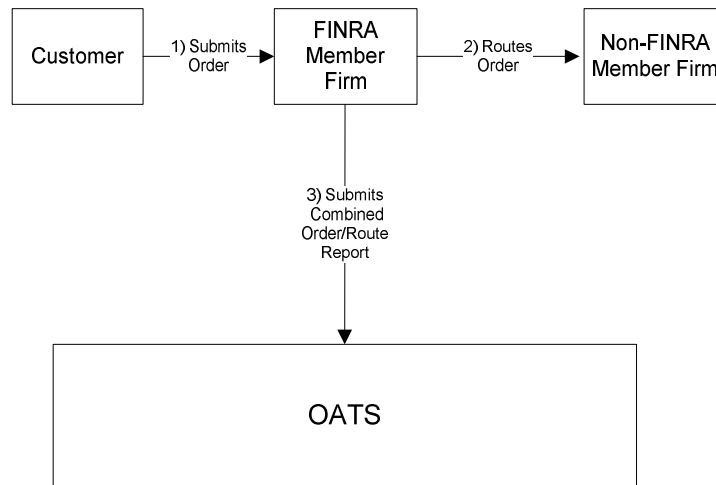 Customer
1) Submits
Order
FINRA
Member
Firm
2) Routes
Order
Non-FINRA
Member Firm
3) Submits
Combined
Order/Route
Report
OATS